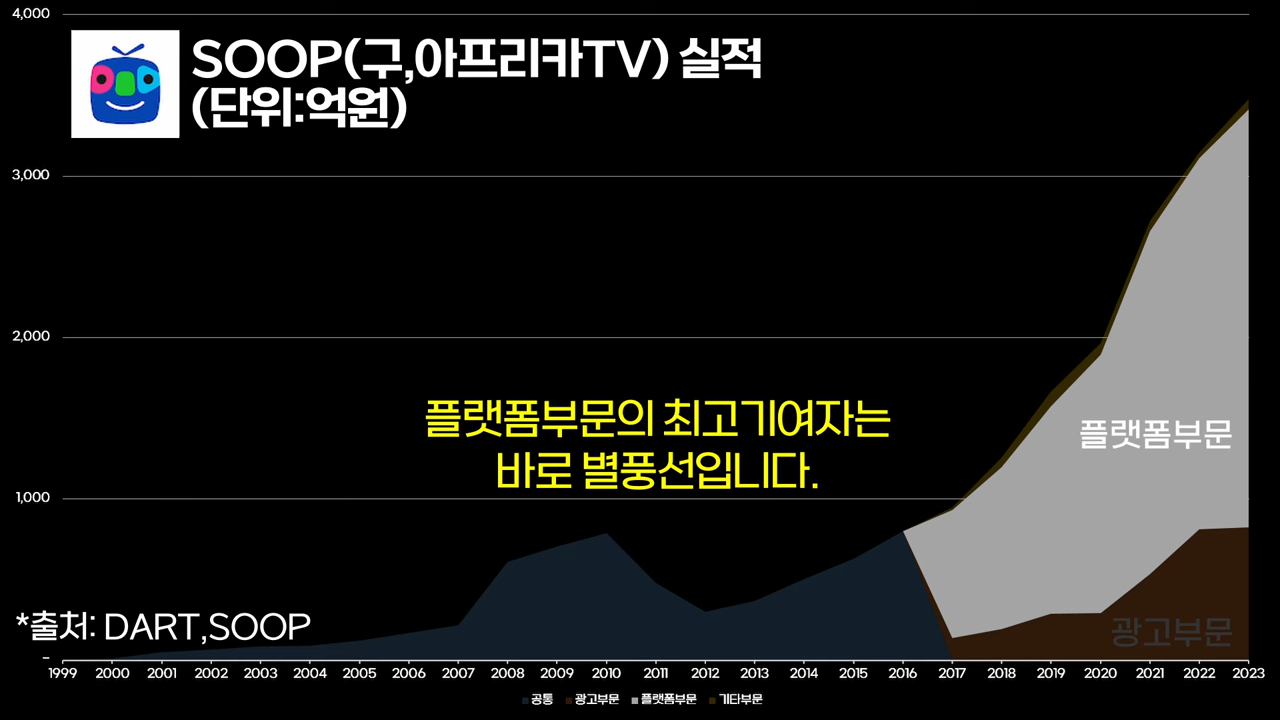 4,000
SOOP(구,아프리카TV) 실적
(단위:억원)
3,000
2,000
플랫폼부문의 최고기여자는
바로 별풍선입니다.
플랫폼부문
1,000
*출처: DART,SOOP
광고부문
-
1999 2000 2001 2002 2003 2004 2005 2006 2007 2008 2009 2010 2011 2012 2013 2014 2015 2016 2017 2018 2019 2020 2021 2022 2023
공통 광고부문 플랫폼부문 기타부문